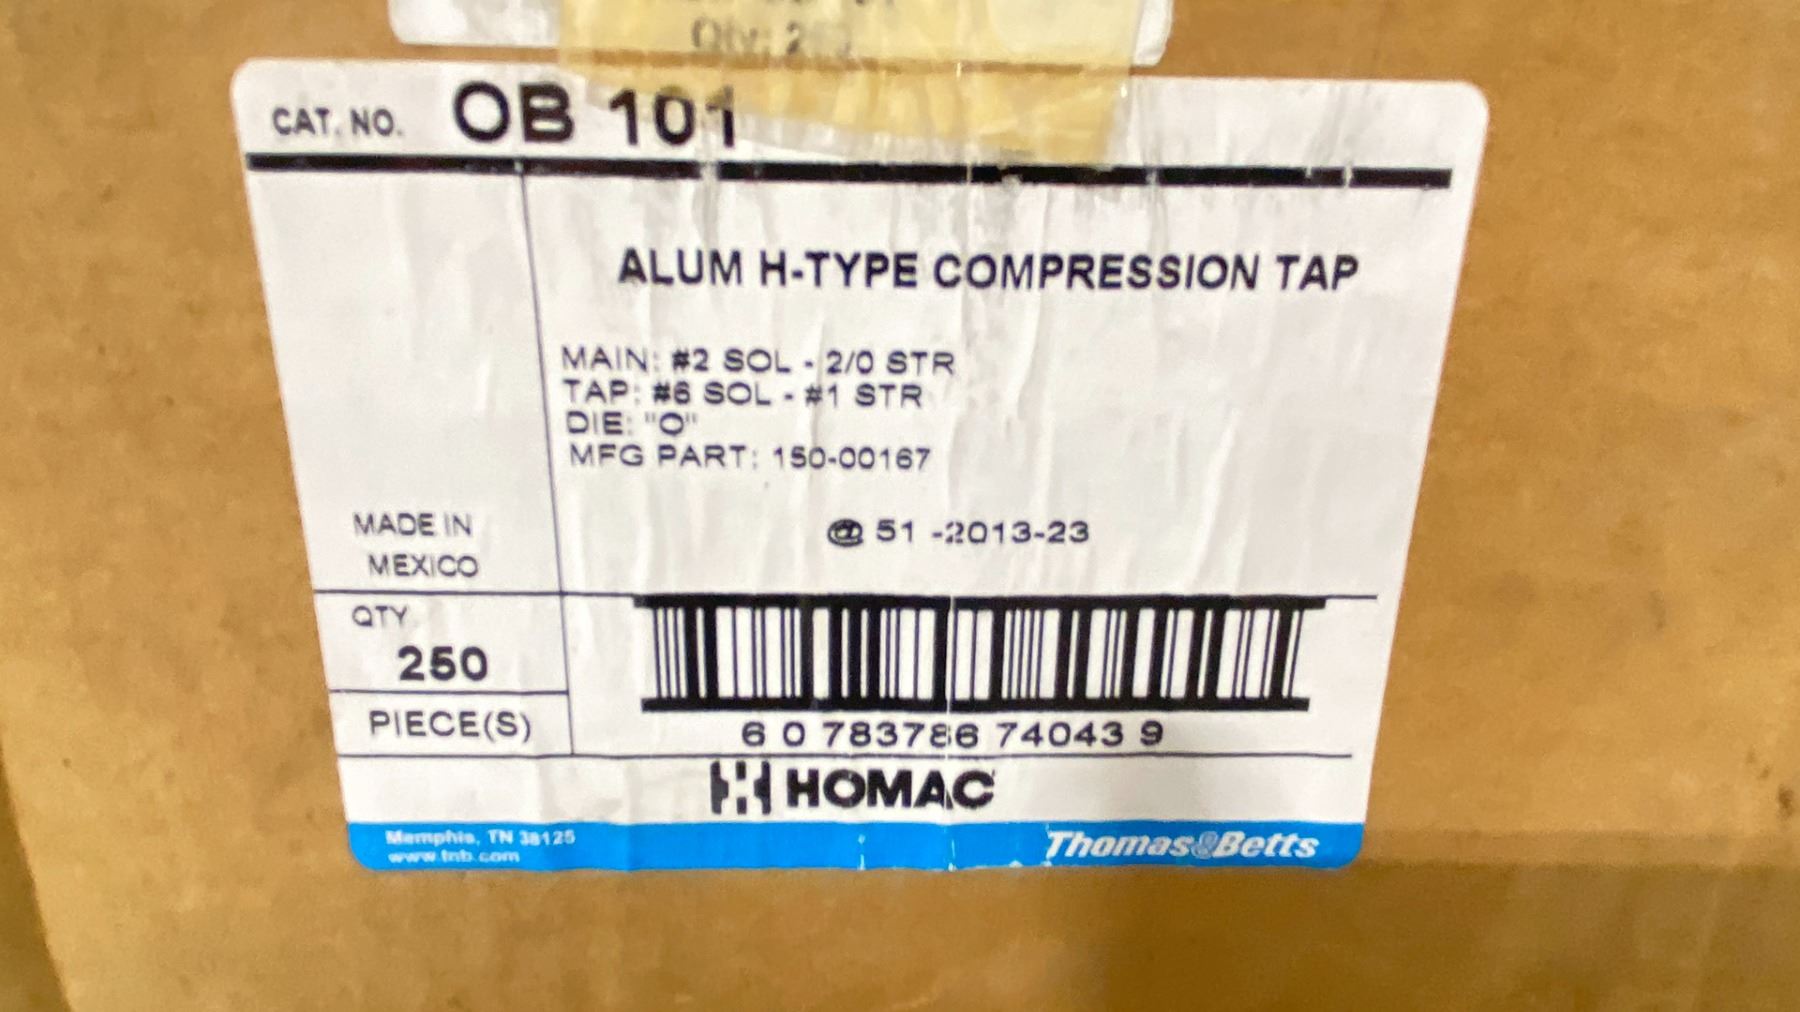 CAT. NO. OB 101
ALUM H-TYPE COMPRESSION TAP
MAIN: #2 SOL - 2/0 STR
TAP: #6 SOL - #1 STR
DIE: "O"
MFG PART: 150-00167
@ 51 -2013-23
MADE IN
MEXICO
QTY
250
PIECE(S)
6 0 783786 74043 9
HOMAC
Memphis, TN 38125
www.tnb.com
Thomas&Betts